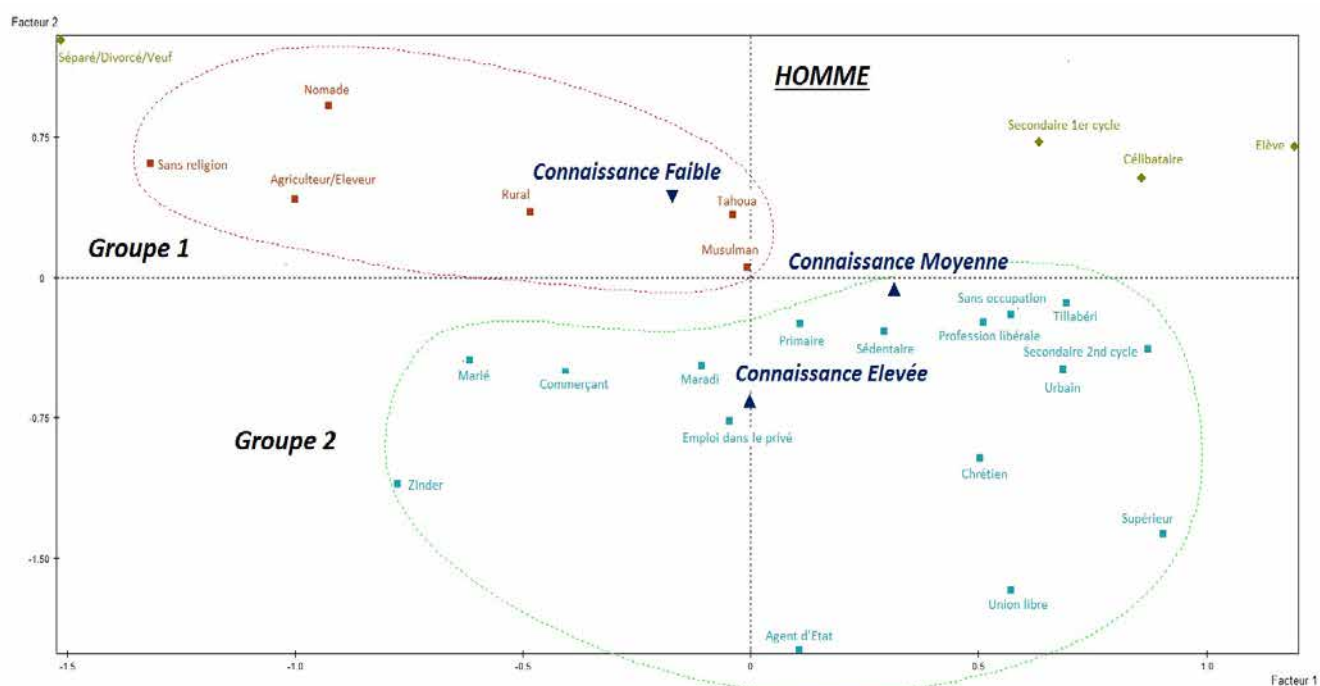 Facteur 2
Séparé/Divorcé/Veuf
HOMME
Nomade
Secondaire 1er cycle
0.75
Elève
Sans religion
Connaissance Faible
Célibataire
Agriculteur/Eleveur
Rural
Tahoua
Groupe 1
Musulman
Connaissance Moyenne
0
Sans occupation
Tillabéri
Primaire
Sédentaire
Profession libérale
Secondaire 2nd cycle
Marié
Commerçant
Maradi
Connaissance Elevée
Urbain
-0.75
Groupe 2
Emploi dans le privé
Chrétien
Zinder
Supérieur
-1.50
Union libre
Agent d'Etat
-1.5
-1.0
-0.5
0
0.5
1.0
Facteur 1